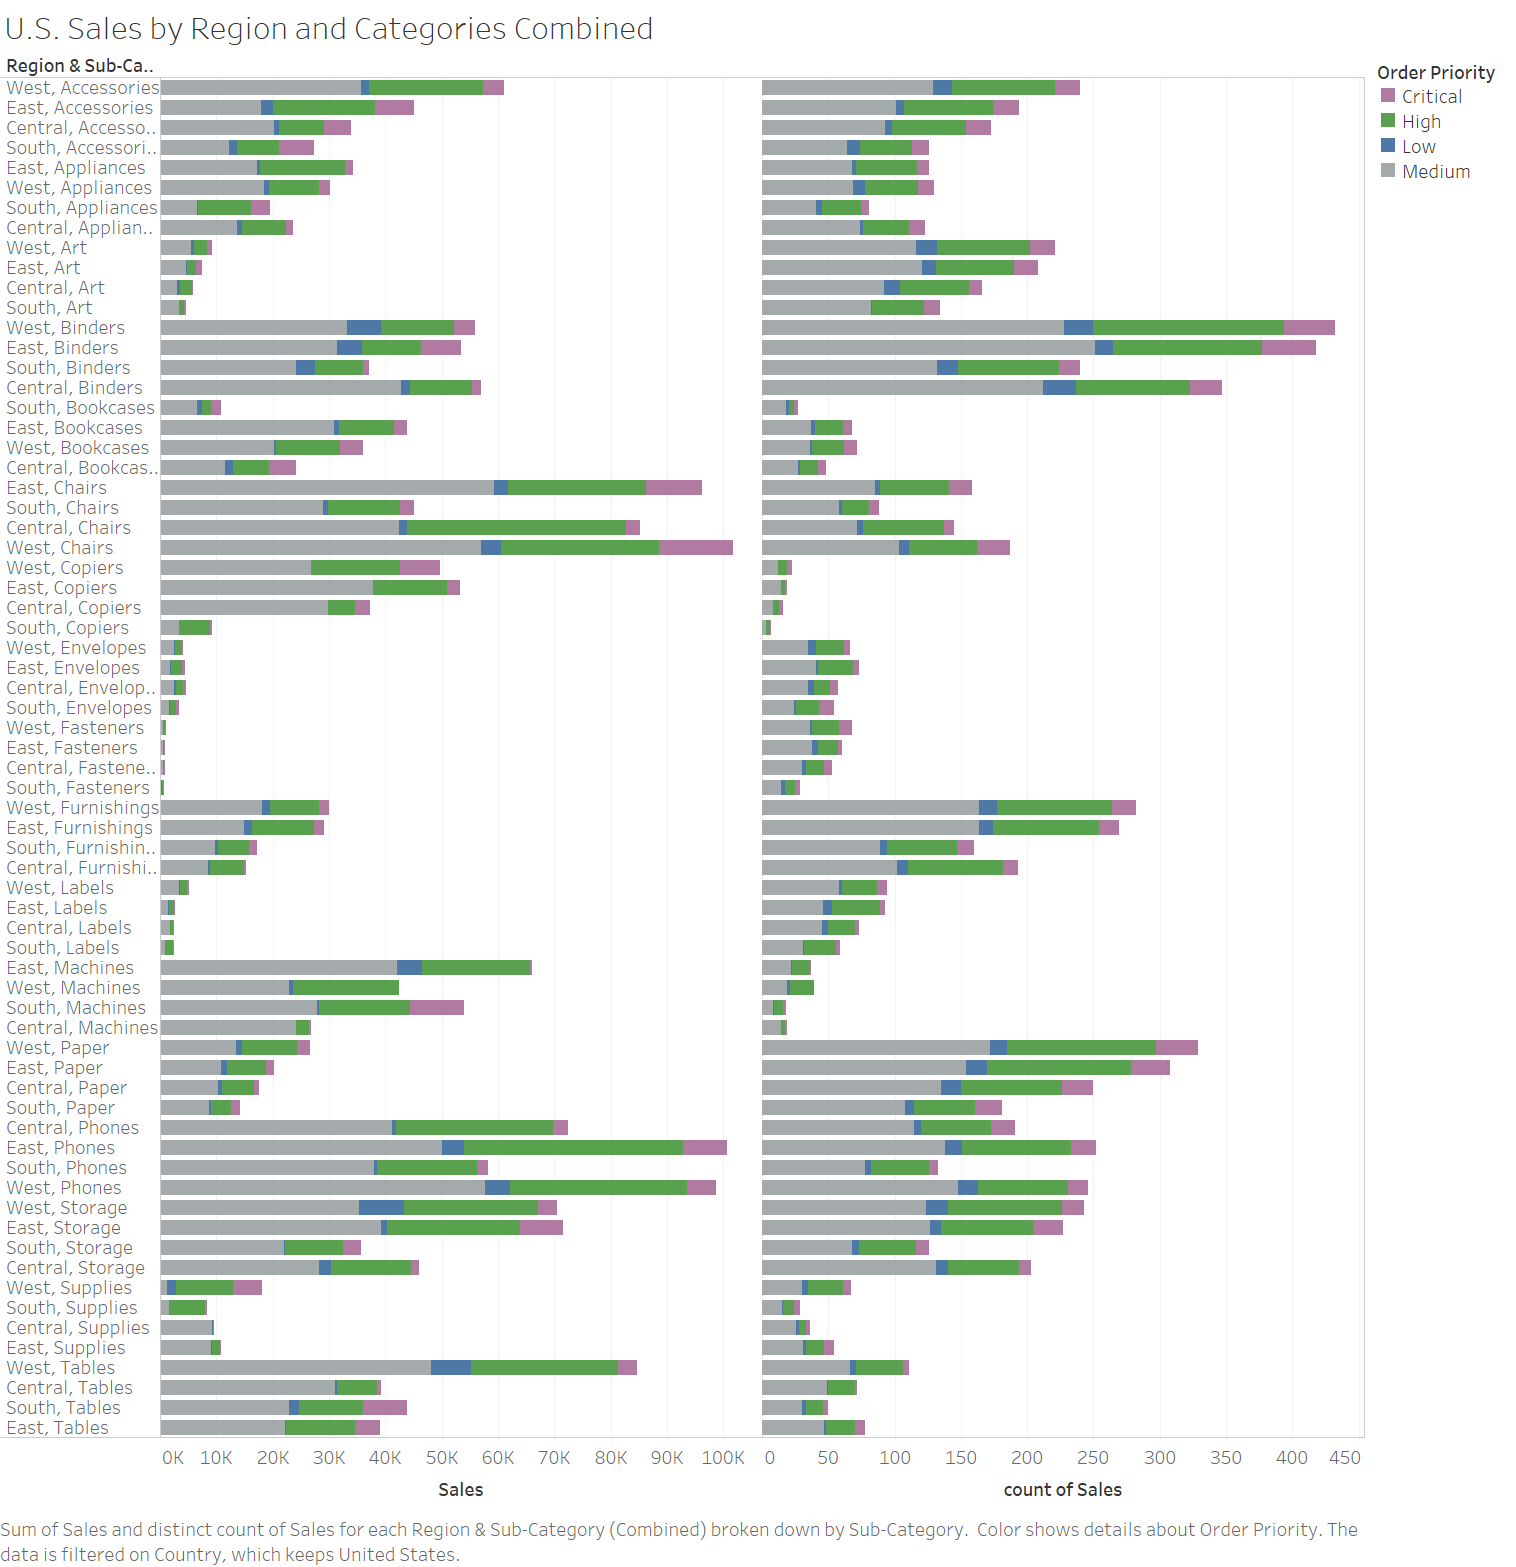 U.S. Sales by Region and Categories Combined
Region & Sub-Ca..
Order Priority
Critical
High
Low
Medium
West, Accessories
East, Accessories
Central, Accesso..
South, Accessori..
East, Appliances
West, Appliances
South, Appliances
Central, Applian..
West, Art
East, Art
Central, Art
South, Art
West, Binders
East, Binders
South, Binders
Central, Binders
South, Bookcases
East, Bookcases
West, Bookcases
Central, Bookcas..
East, Chairs
South, Chairs
Central, Chairs
West, Chairs
West, Copiers
East, Copiers
Central, Copiers
South, Copiers
West, Envelopes
East, Envelopes
Central, Envelop..
South, Envelopes
West, Fasteners
East, Fasteners
Central, Fastene..
South, Fasteners
West, Furnishings
East, Furnishings
South, Furnishin..
Central, Furnishi..
West, Labels
East, Labels
Central, Labels
South, Labels
East, Machines
West, Machines
South, Machines
Central, Machines
West, Paper
East, Paper
Central, Paper
South, Paper
Central, Phones
East, Phones
South, Phones
West, Phones
West, Storage
East, Storage
South, Storage
Central, Storage
West, Supplies
South, Supplies
Central, Supplies
East, Supplies
West, Tables
Central, Tables
South, Tables
East, Tables
0K 10K 20K 30K 40K 50K 60K 70K 80K 90K 100K 0 50 100 150 200 250 300 350 400 450
Sales count of Sales
Sum of Sales and distinct count of Sales for each Region & Sub-Category (Combined) broken down by Sub-Category. Color shows details about Order Priority. The
data is filtered on Country, which keeps United States.